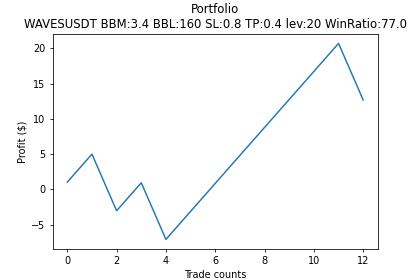 Portfolio
WAVESUSDT BBM:3.4 BBL:160 SL:0.8 TP:0.4 lev:20 WinRatio:77.0
20
15
10
5
0
−5
Profit ($)
0 2 4 6 8 10 12
Trade counts